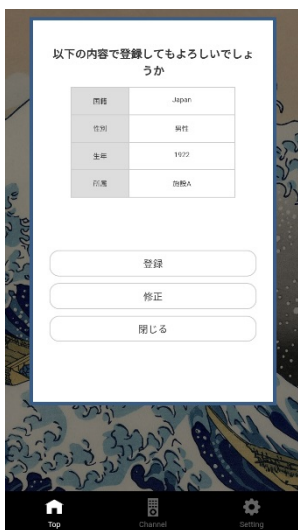 以下の内容で登録してもよろしいでしょ
うか
国籍 Japan
性別 男性
生年 1922
所属 施設A
登録
修正
閉じる
Top Channel Setting